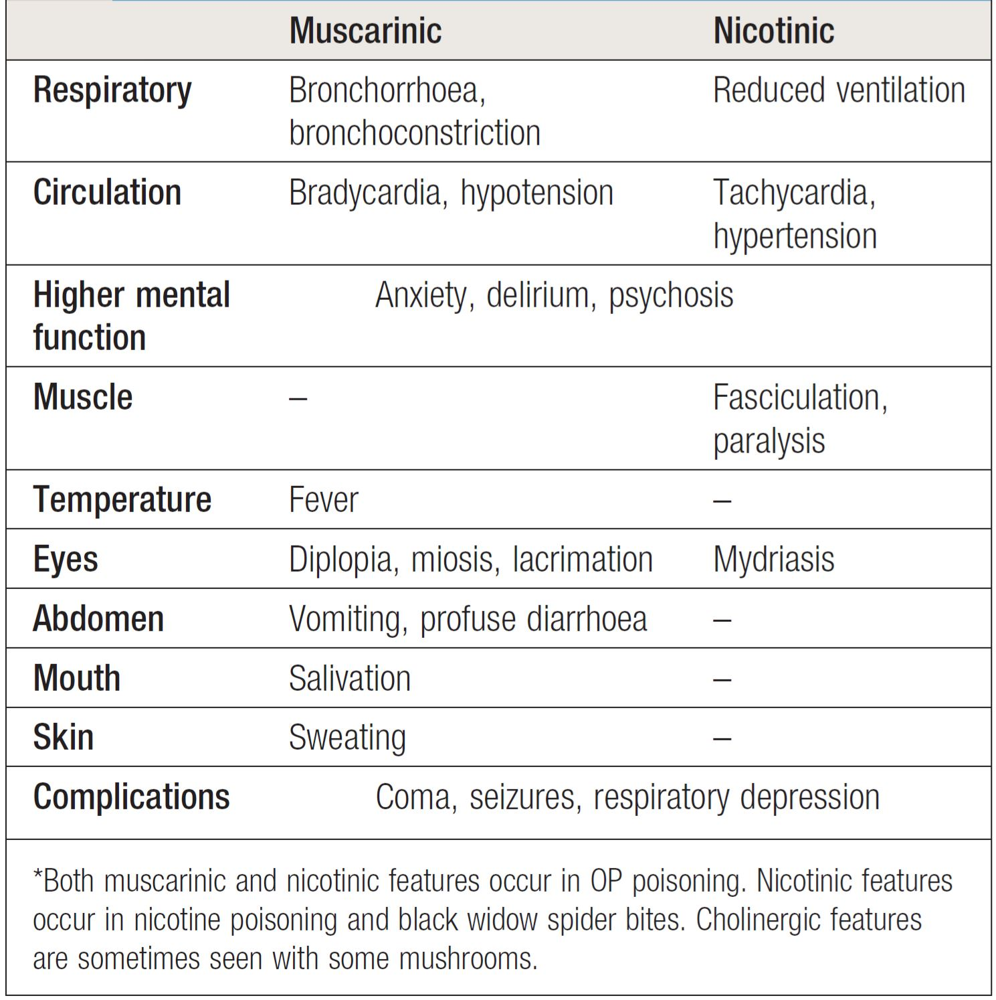 Muscarinic Nicotinic
Respiratory Bronchorrhoea, Reduced ventilation
bronchoconstriction
Circulation Bradycardia, hypotension Tachycardia,
hypertension
Higher mental Anxiety, delirium, psychosis
function
Muscle – Fasciculation,
paralysis
Temperature Fever –
Eyes Diplopia, miosis, lacrimation Mydriasis
Abdomen Vomiting, profuse diarrhoea –
Mouth Salivation –
Skin Sweating –
Complications Coma, seizures, respiratory depression
*Both muscarinic and nicotinic features occur in OP poisoning. Nicotinic features
occur in nicotine poisoning and black widow spider bites. Cholinergic features
are sometimes seen with some mushrooms.